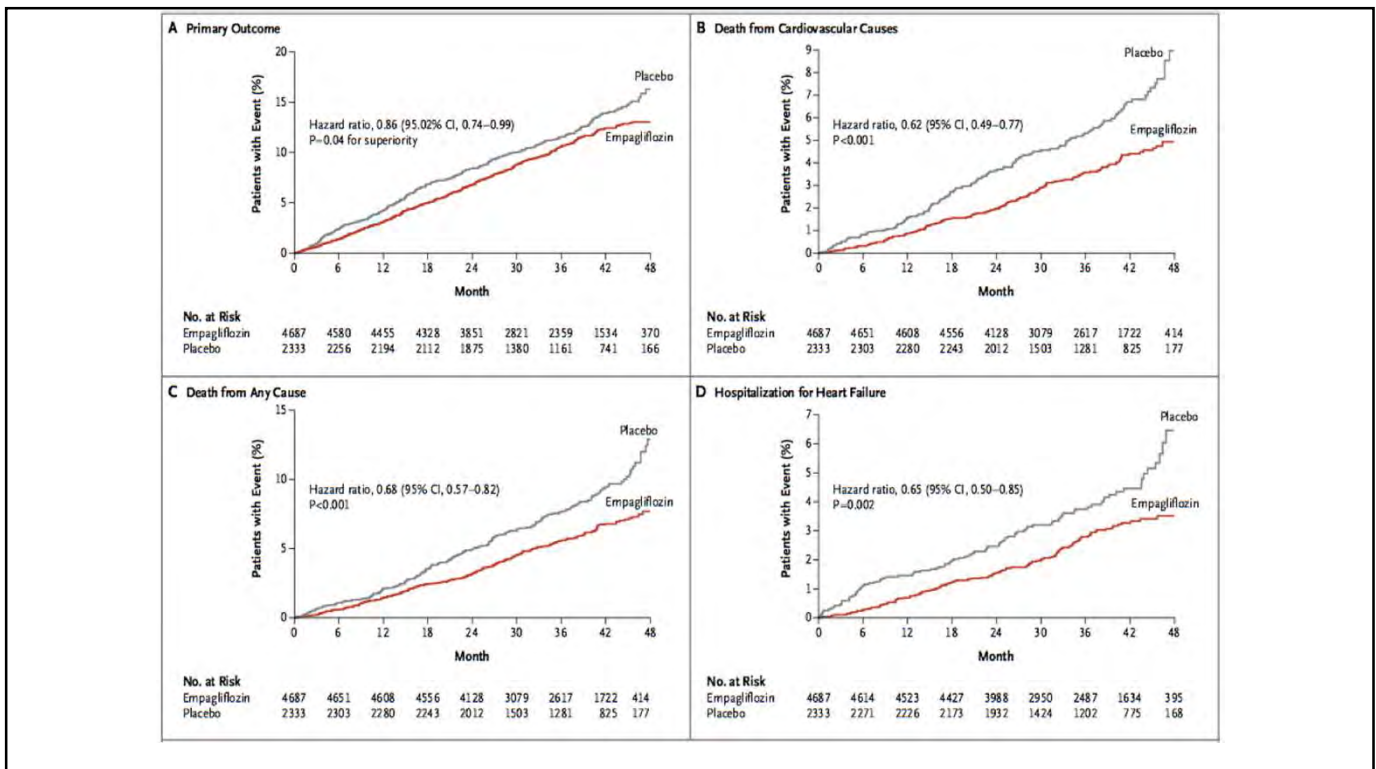 A Primary Outcome
20
15
10
5
0
Patients with Event (%)
Hazard ratio, 0.86 (95.02% CI, 0.74–0.99)
P=0.04 for superiority
Placebo
Empagliflozin
0 6 12 18 24 30 36 42 48
Month
No. at Risk
Empagliflozin 4687 4580 4455 4328 3851 2821 2359 1534 370
Placebo 2333 2256 2194 2112 1875 1380 1161 741 166
B Death from Cardiovascular Causes
9
8
7
6
5
4
3
2
1
0
Patients with Event (%)
Hazard ratio, 0.62 (95% CI, 0.49–0.77)
P<0.001
Placebo
Empagliflozin
0 6 12 18 24 30 36 42 48
Month
No. at Risk
Empagliflozin 4687 4651 4608 4556 4128 3079 2617 1722 414
Placebo 2333 2303 2280 2243 2012 1503 1281 825 177
C Death from Any Cause
15
10
5
0
Patients with Event (%)
Hazard ratio, 0.68 (95% CI, 0.57–0.82)
P<0.001
Placebo
Empagliflozin
0 6 12 18 24 30 36 42 48
Month
No. at Risk
Empagliflozin 4687 4651 4608 4556 4128 3079 2617 1722 414
Placebo 2333 2303 2280 2243 2012 1503 1281 825 177
D Hospitalization for Heart Failure
7
6
5
4
3
2
1
0
Patients with Event (%)
Hazard ratio, 0.65 (95% CI, 0.50–0.85)
P=0.002
Placebo
Empagliflozin
0 6 12 18 24 30 36 42 48
Month
No. at Risk
Empagliflozin 4687 4614 4523 4427 3988 2950 2487 1634 395
Placebo 2333 2271 2226 2173 1932 1424 1202 775 168